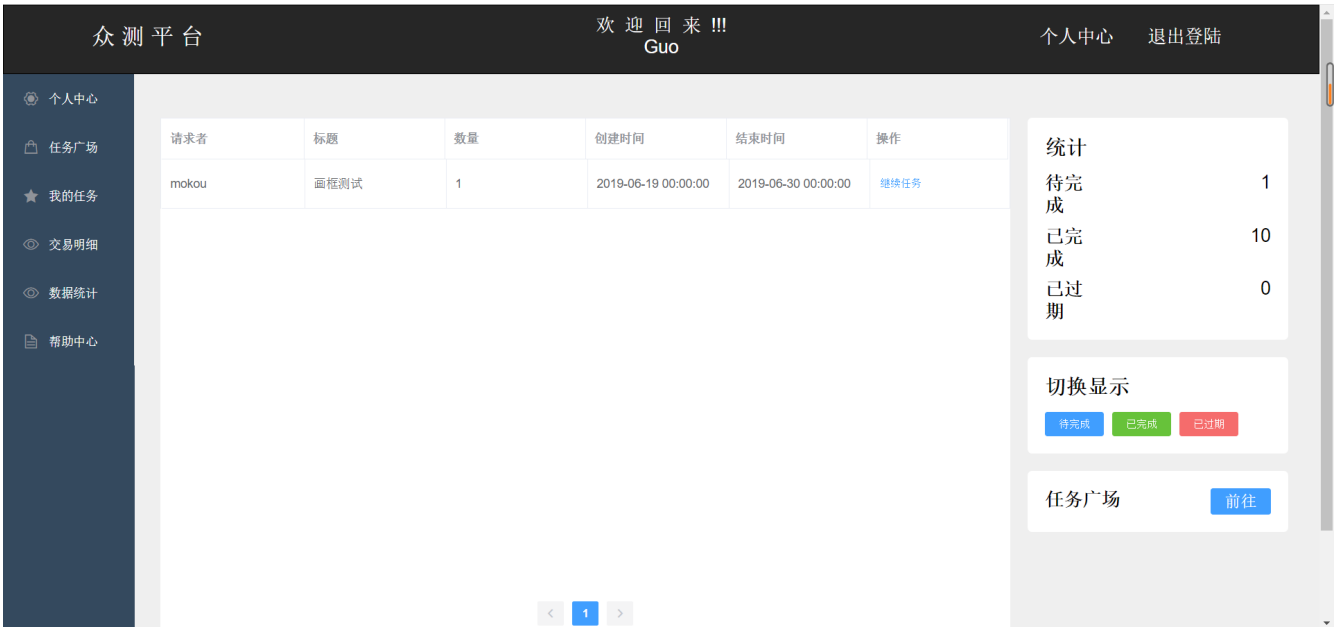 众测平台
欢迎回来!!!
Guo
个人中心 退出登陆
个人中心
任务广场
我的任务
交易明细
数据统计
帮助中心
请求者 标题 数量 创建时间 结束时间 操作
mokou 画框测试 1 2019-06-19 00:00:00 2019-06-30 00:00:00 继续任务
1
统计
待完 1
成
已完 10
成
已过 0
期
切换显示
待完成 已完成 已过期
任务广场 前往